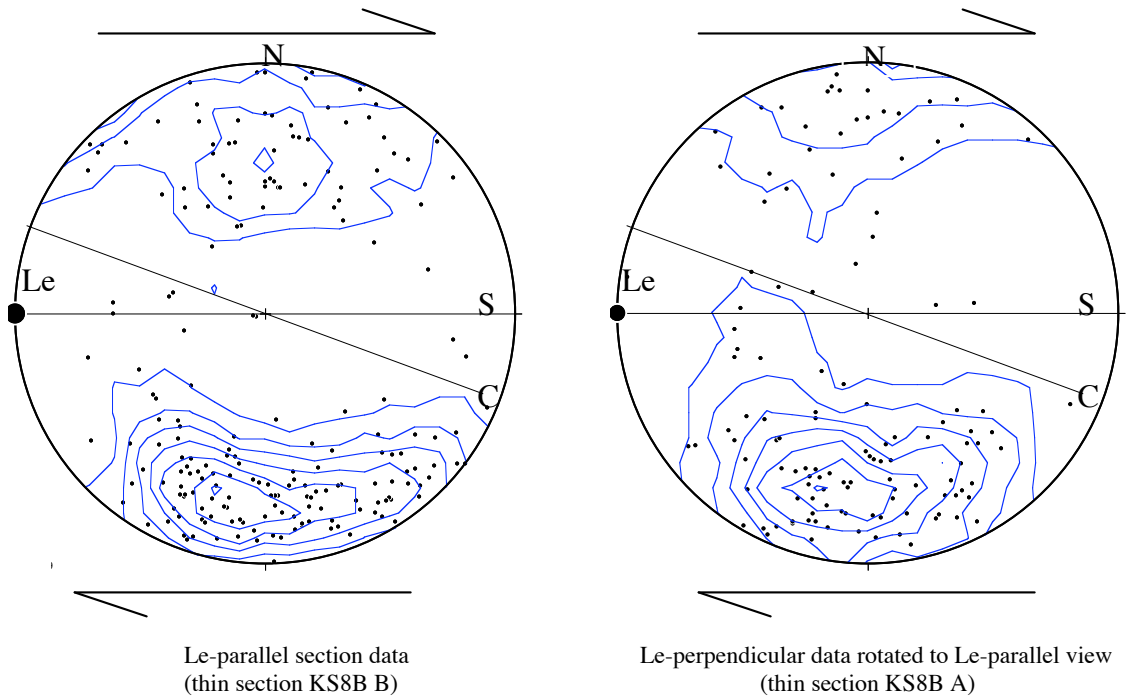 N
N
Le
S
Le
S
C
C
Le-parallel section data
(thin section KS8B B)
Le-perpendicular data rotated to Le-parallel view
(thin section KS8B A)